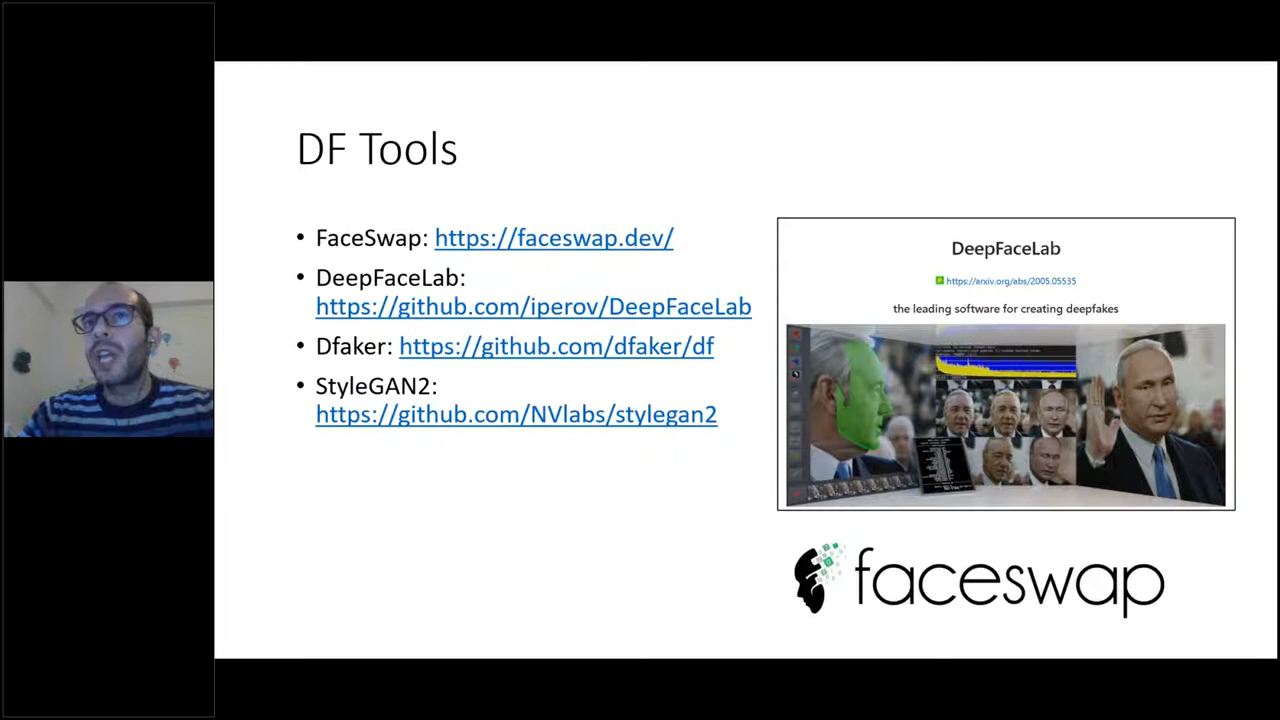 DF Tools
• FaceSwap: https://faceswap.dev/
• DeepFaceLab:
https://github.com/iperov/DeepFaceLab
• Dfaker: https://github.com/dfaker/df
• StyleGAN2:
https://github.com/NVlabs/stylegan2
DeepFaceLab
https://arxiv.org/abs/2005.05535
the leading software for creating deepfakes
faceswap